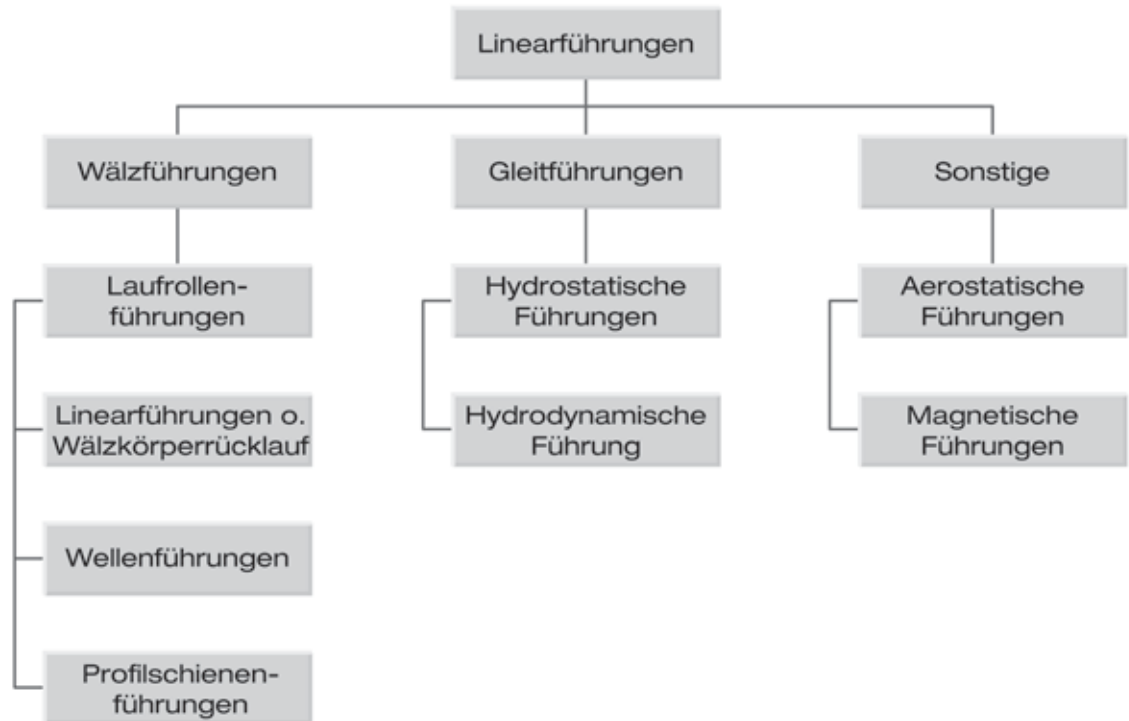 Linearführungen
Wälzführungen
Gleitführungen
Sonstige
Laufrollen-
führungen
Hydrostatische
Führungen
Aerostatische
Führungen
Linearführungen o.
Wälzkörperrücklauf
Hydrodynamische
Führung
Magnetische
Führungen
Wellenführungen
Profilschienen-
führungen